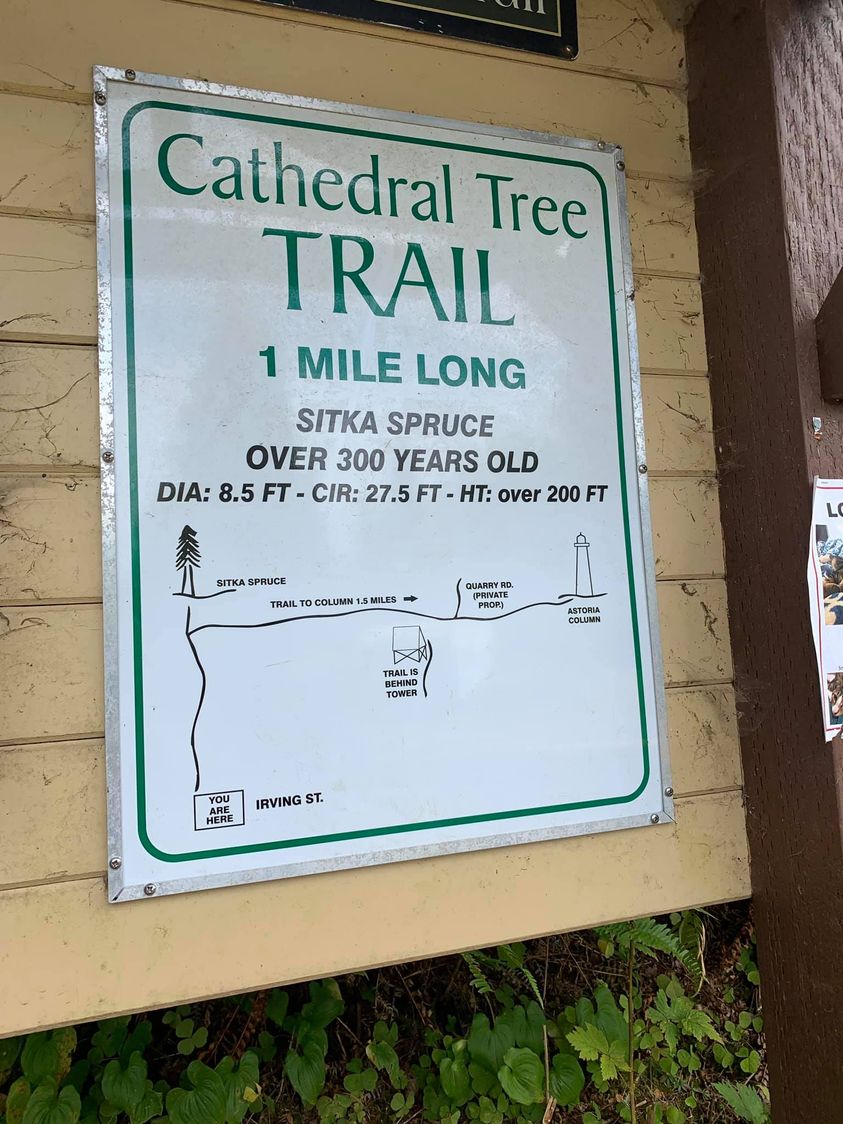 Cathedral Tree
TRAIL
1 MILE LONG
SITKA SPRUCE
OVER 300 YEARS OLD
DIA: 8.5 FT - CIR: 27.5 FT - HT: over 200 FT
SITKA SPRUCE
TRAIL TO COLUMN 1.5 MILES
QUARRY RD.
(PRIVATE
PROP.)
ASTORIA
COLUMN
TRAIL IS
BEHIND
TOWER
YOU
ARE
HERE
IRVING ST.